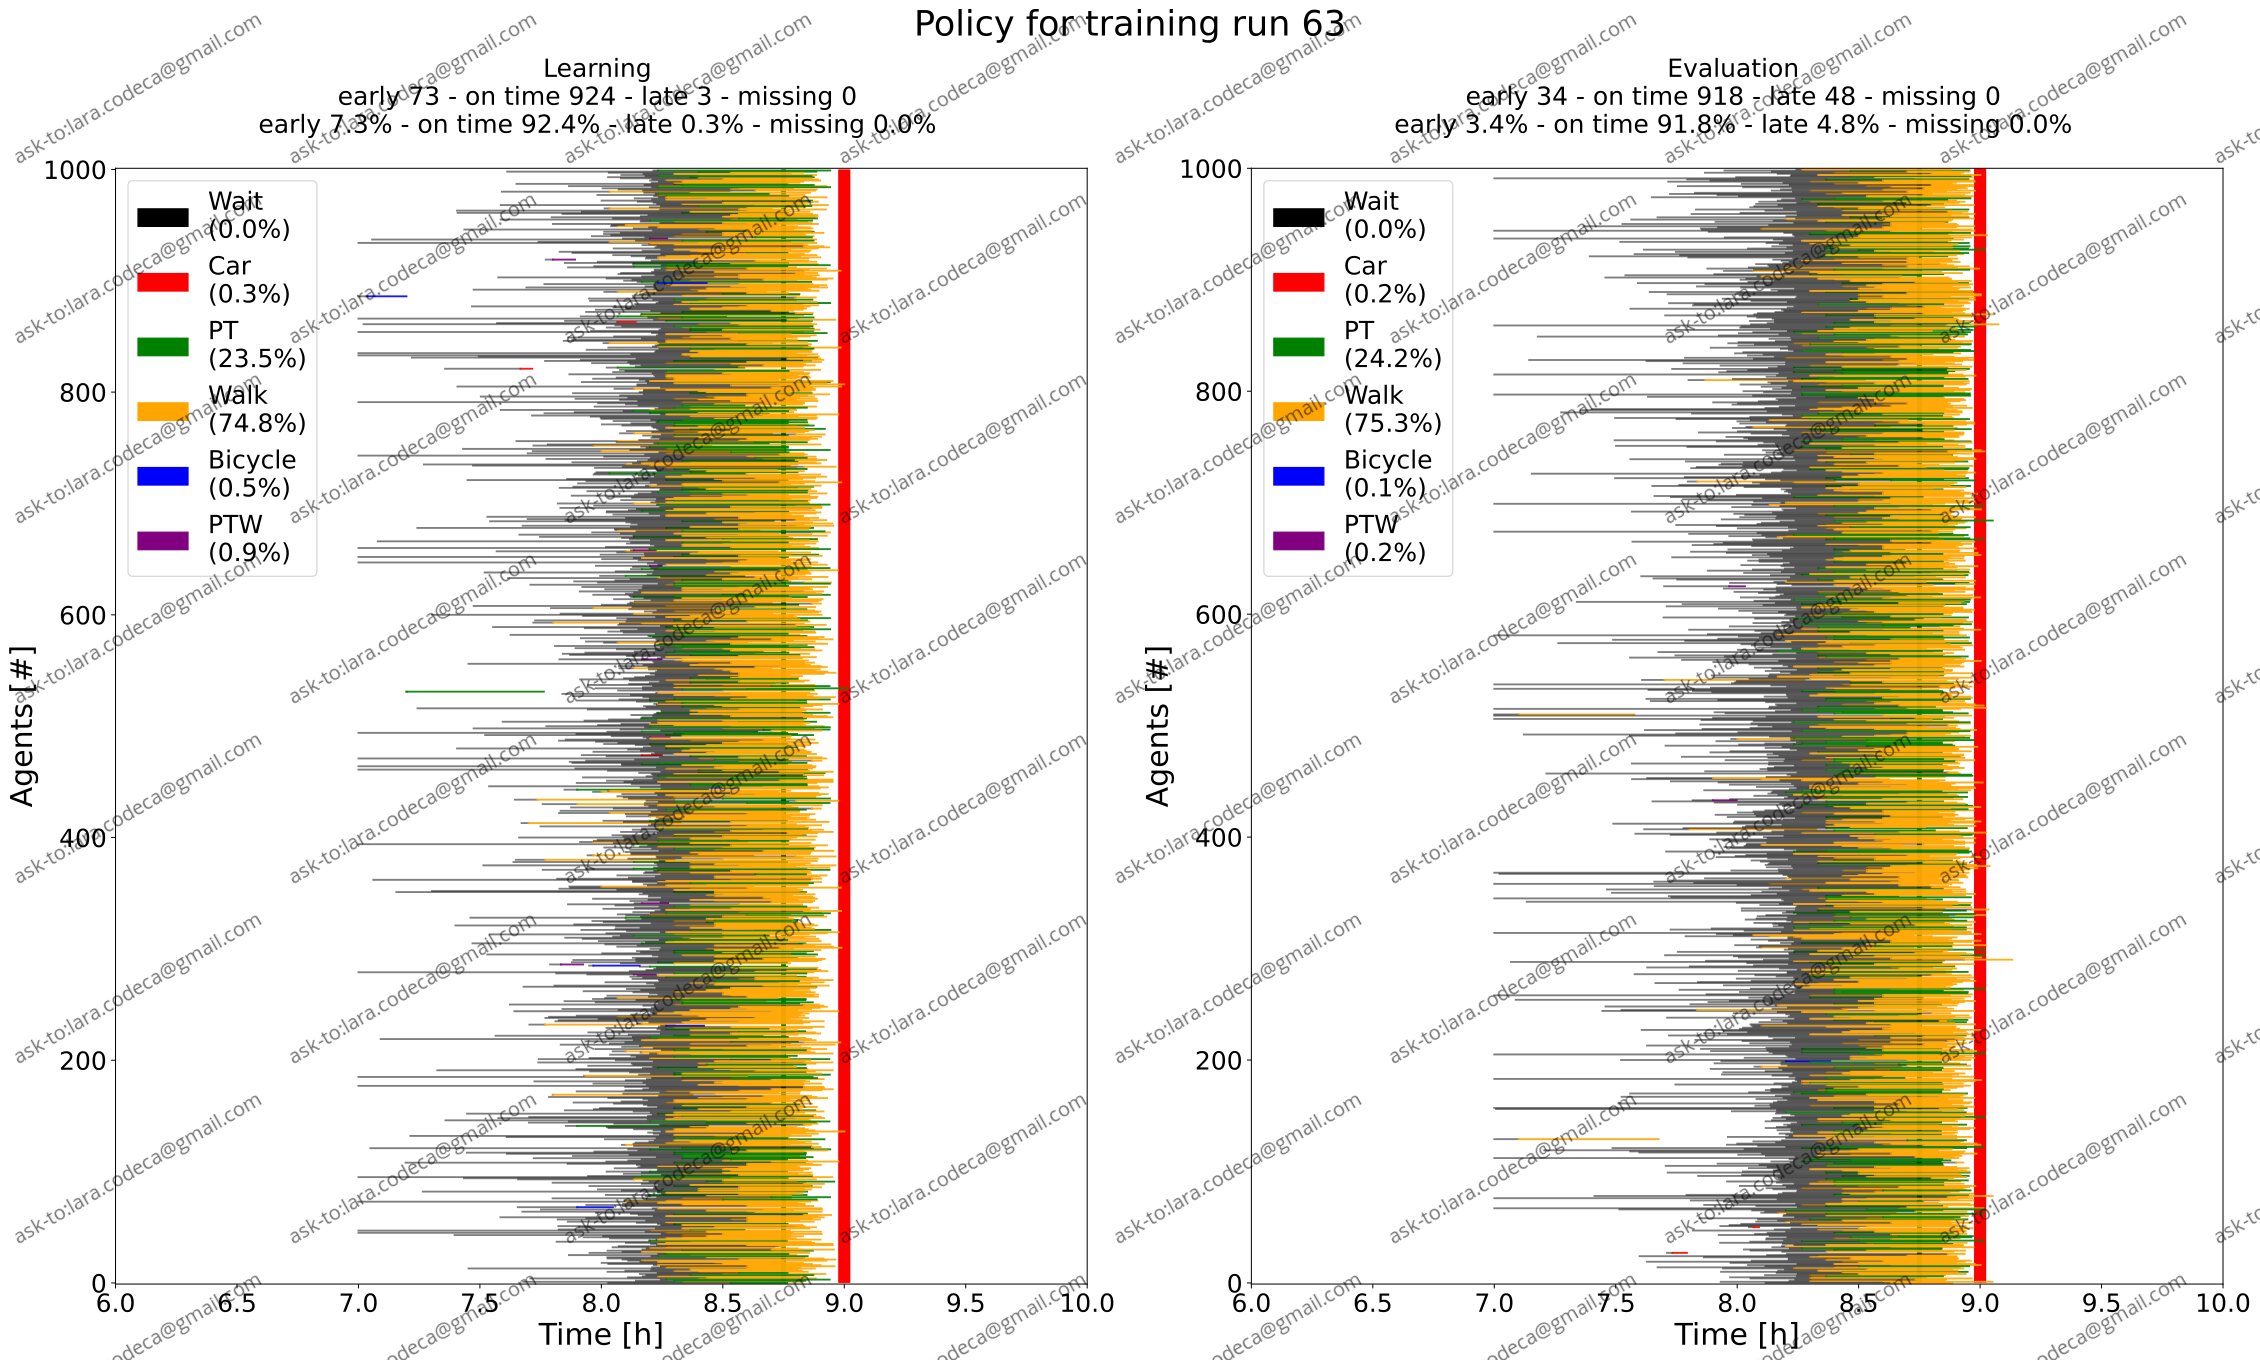 Policy for training run 63
Learning
early 73 - on time 924 - late 3 - missing 0
early 7.3% - on time 92.4% - late 0.3% - missing 0.0%
Wait
(0.0%)
Car
(0.3%)
PT
(23.5%)
Walk
(74.8%)
Bicycle
(0.5%)
PTW
(0.9%)
Agents [#]
1000
800
600
400
200
0
6.0 6.5 7.0 7.5 8.0 8.5 9.0 9.5 10.0
Time [h]
Evaluation
early 34 - on time 918 - late 48 - missing 0
early 3.4% - on time 91.8% - late 4.8% - missing 0.0%
Wait
(0.0%)
Car
(0.2%)
PT
(24.2%)
Walk
(75.3%)
Bicycle
(0.1%)
PTW
(0.2%)
Agents [#]
1000
800
600
400
200
0
6.0 6.5 7.0 7.5 8.0 8.5 9.0 9.5 10.0
Time [h]
ask-to:lara.codeca@gmail.com